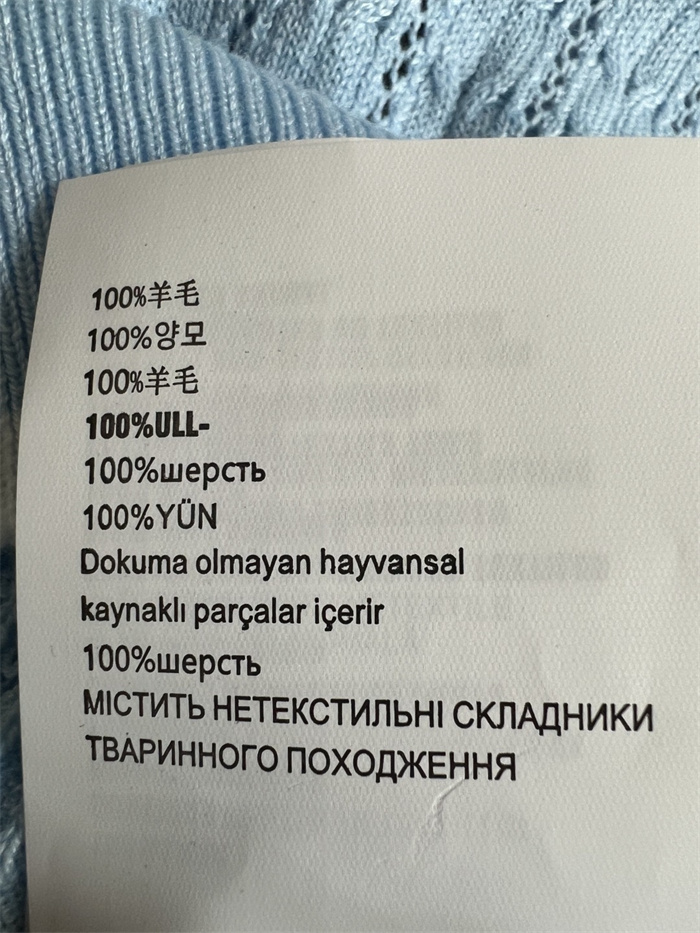 100%羊毛
100%양모
100%羊毛
100%ULL-
100%шерсть
100%YÜN
Dokuma olmayan hayvansal
kaynaklı parçalar içerir
100%шерсть
МІСТИТЬ НЕТЕКСТИЛЬНІ СКЛАДНИКИ
ТВАРИННОГО ПОХОДЖЕННЯ